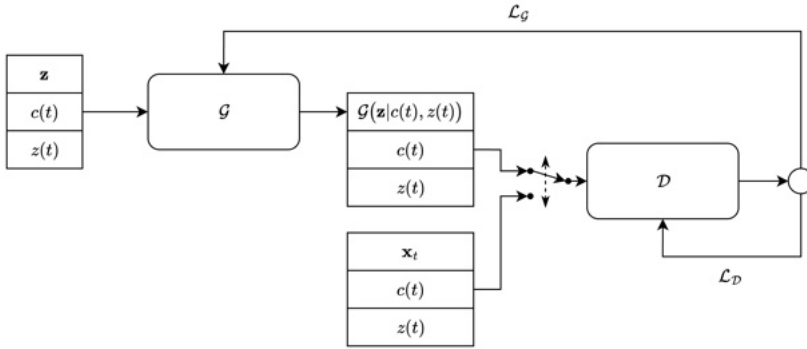 𝓛_𝓖
𝐳
c(t)
z(t)
𝓖
𝓖(𝐳|c(t), z(t))
c(t)
z(t)
𝓓
𝐱_t
c(t)
z(t)
𝓛_𝓓